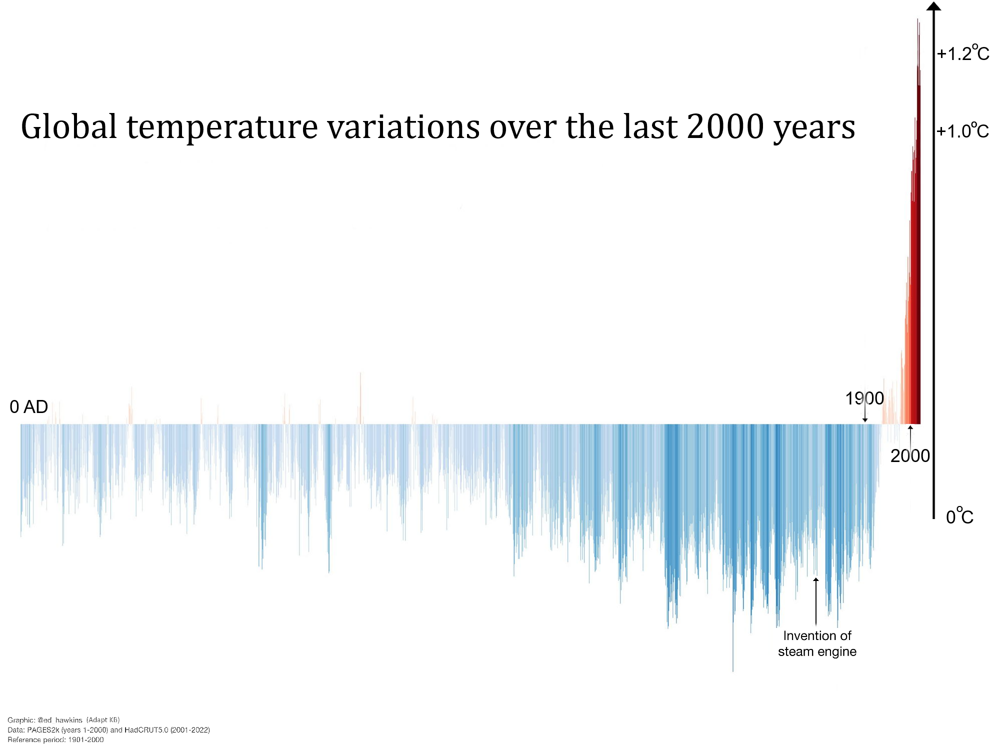 +1.2°C
Global temperature variations over the last 2000 years
+1.0°C
0 AD
1900
2000
0°C
Invention of
steam engine
Graphic: @ed_hawkins (Adapt KB)
Data: PAGES2k (years 1-2000) and HadCRUT5.0 (2001-2022)
Reference period: 1901-2000